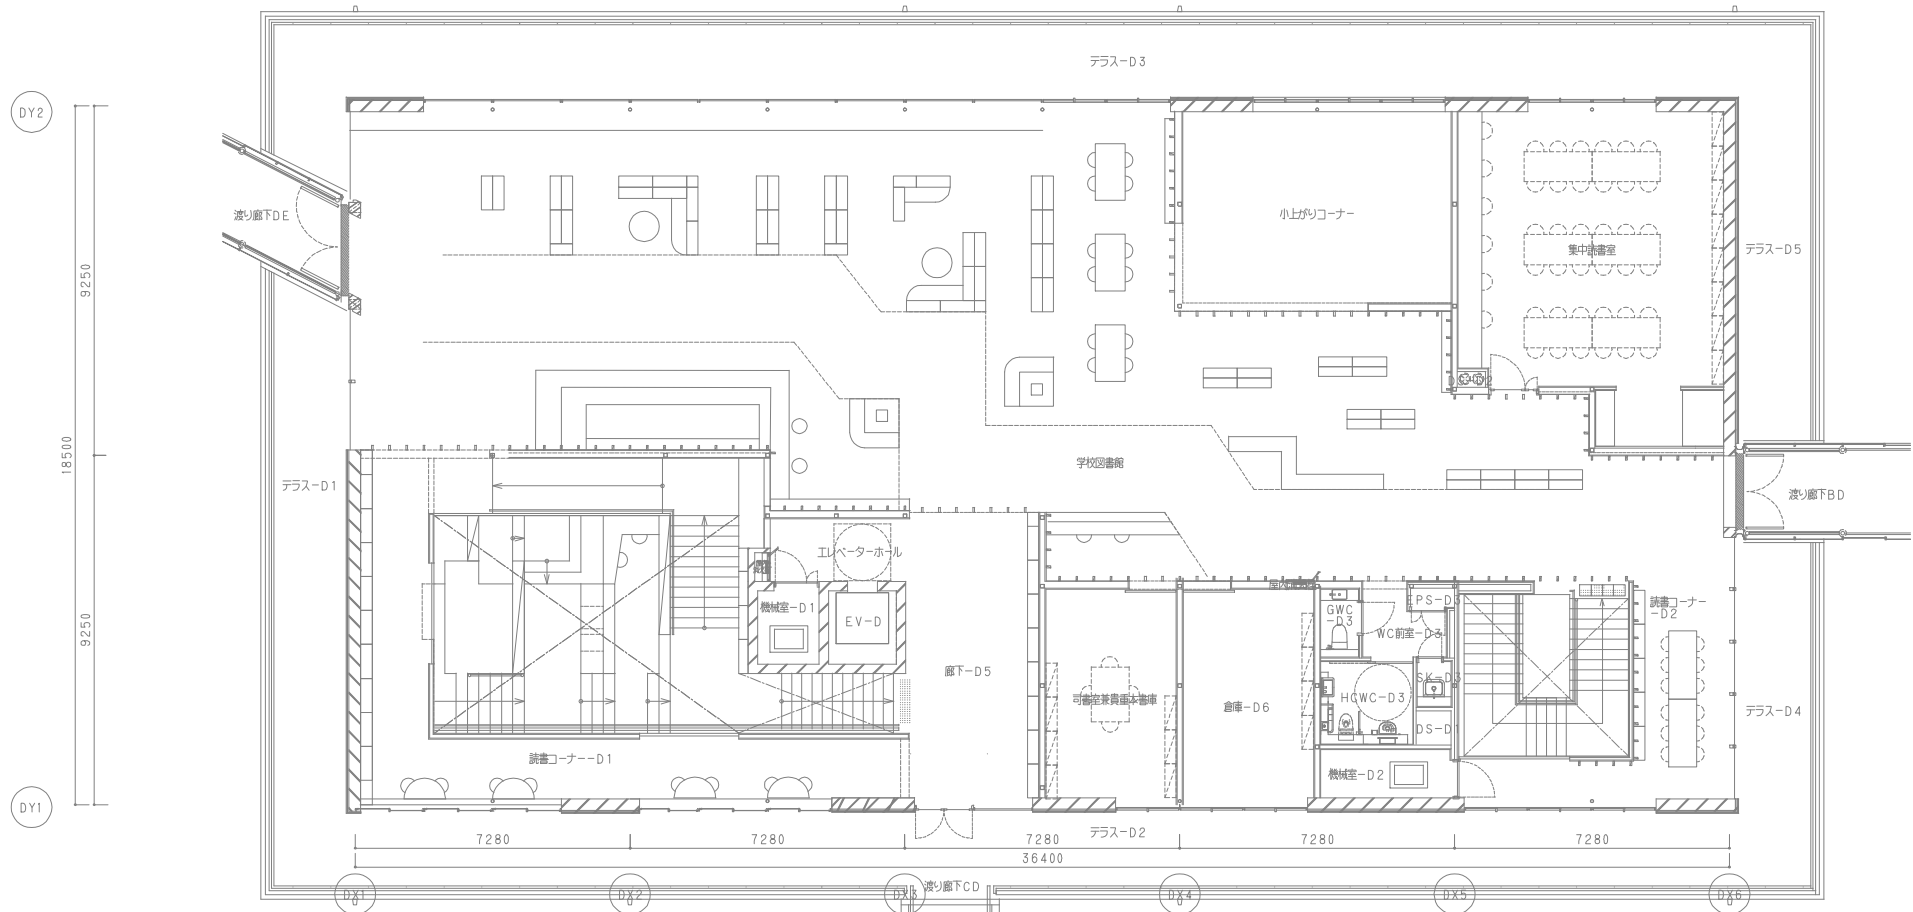 テラス-D3
DY2
渡り廊下DE
小上がりコーナー
集中読書室
テラス-D5
9250
18500
学校図書館
テラス-D1
渡り廊下BD
エレベーターホール
機械室-D1
EV-D
GWC
-D3
EPS-D3
WC前室-D3
読書コーナー
-D2
9250
廊下-D5
SK-D3
HCWC-D3
司書室兼貴重本書庫
倉庫-D6
テラス-D4
DS-D1
読書コーナー-D1
機械室-D2
DY1
テラス-D2
7280
7280
7280
7280
7280
36400
渡り廊下CD
DX1
DX2
DX3
DX4
DX5
DX6